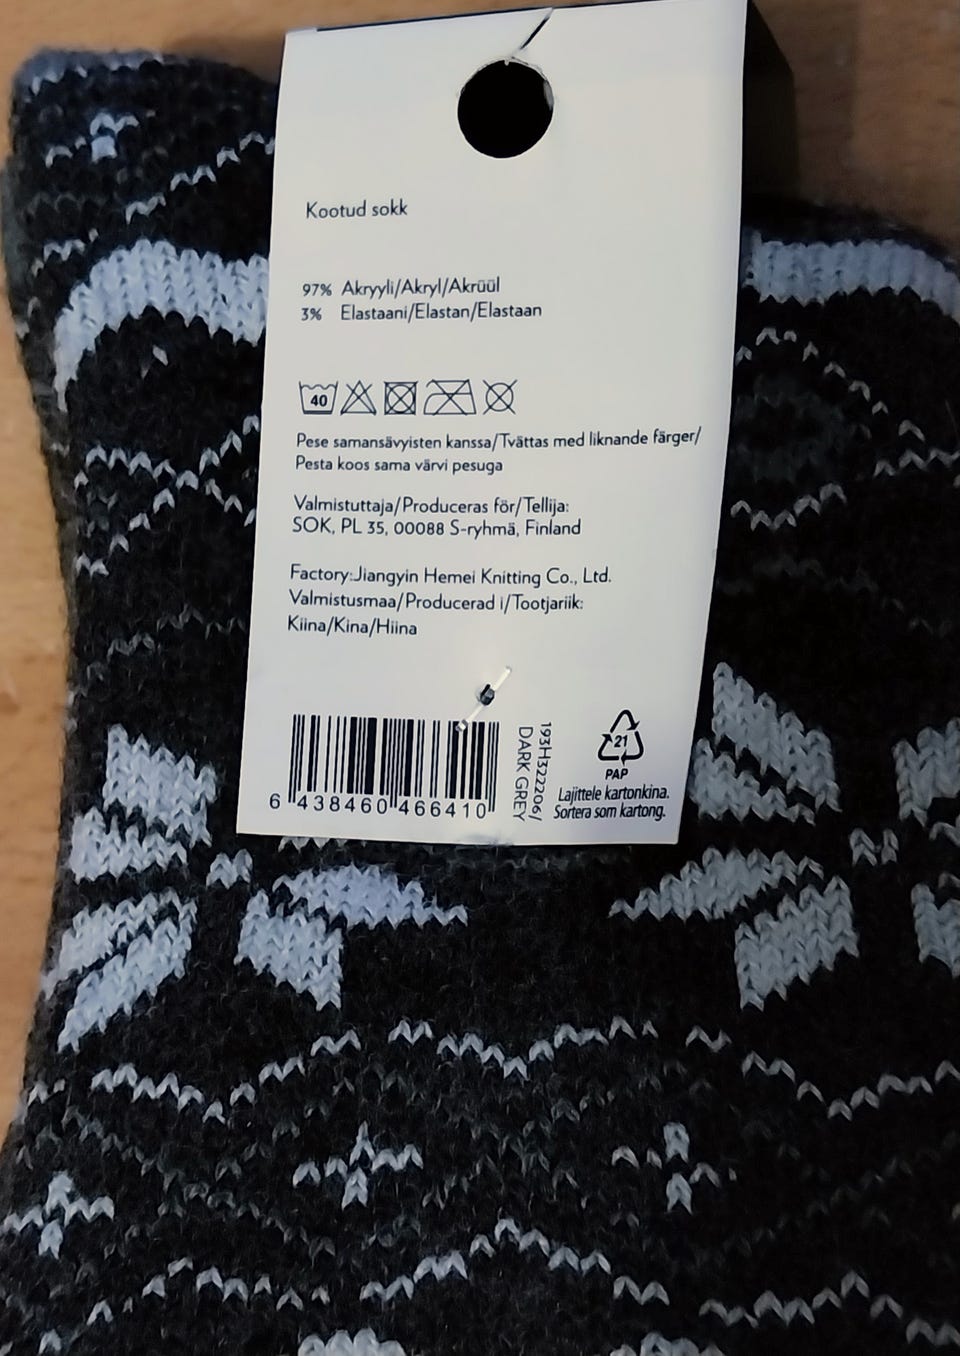 Kootud sokk
97% Akryyli/Akryl/Akrüül
3% Elastaani/Elastan/Elastaan
40
Pese samansävyisten kanssa/Tvättas med liknande färger/
Pesta koos sama värvi pesuga
Valmistuttaja/Produceras för/Tellija:
SOK, PL 35, 00088 S-ryhmä, Finland
Factory:Jiangyin Hemei Knitting Co., Ltd.
Valmistusmaa/Producerad i/Tootjariik:
Kiina/Kina/Hiina
6 438460 466410
193H322206/
DARK GREY
21
PAP
Lajittele kartonkina.
Sortera som kartong.